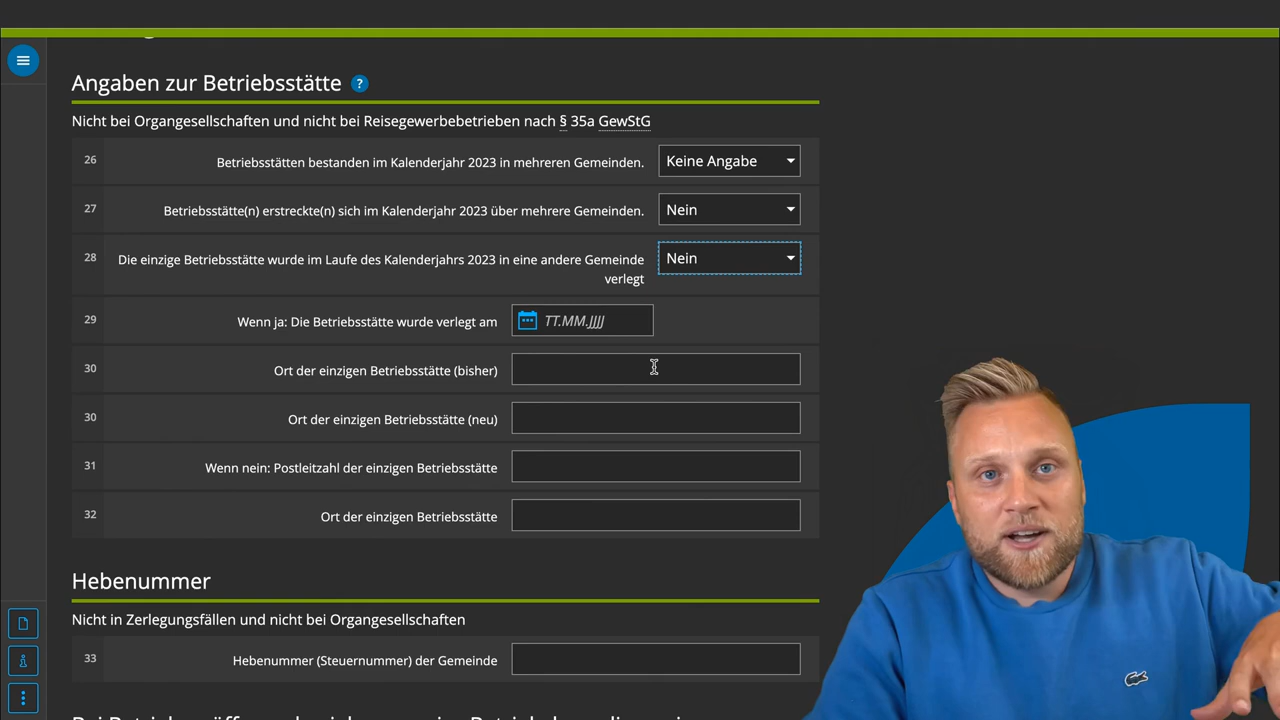 Angaben zur Betriebsstätte ?
Nicht bei Organgesellschaften und nicht bei Reisegewerbebetrieben nach § 35a GewStG
26 Betriebsstätten bestanden im Kalenderjahr 2023 in mehreren Gemeinden. Keine Angabe
27 Betriebsstätte(n) erstreckte(n) sich im Kalenderjahr 2023 über mehrere Gemeinden. Nein
28 Die einzige Betriebsstätte wurde im Laufe des Kalenderjahrs 2023 in eine andere Gemeinde Nein
verlegt
29 Wenn ja: Die Betriebsstätte wurde verlegt am TT.MM.JJJJ
30 Ort der einzigen Betriebsstätte (bisher)
30 Ort der einzigen Betriebsstätte (neu)
31 Wenn nein: Postleitzahl der einzigen Betriebsstätte
32 Ort der einzigen Betriebsstätte
Hebenummer
Nicht in Zerlegungsfällen und nicht bei Organgesellschaften
33 Hebenummer (Steuernummer) der Gemeinde